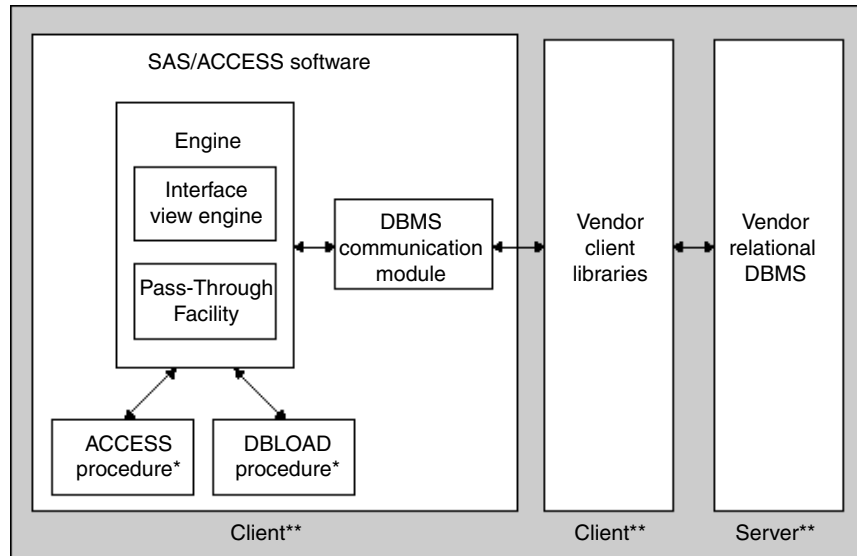 SAS/ACCESS software
Engine
Interface
view engine
Pass-Through
Facility
DBMS
communication
module
Vendor
client
libraries
Vendor
relational
DBMS
ACCESS
procedure*
DBLOAD
procedure*
Client**
Client**
Server**